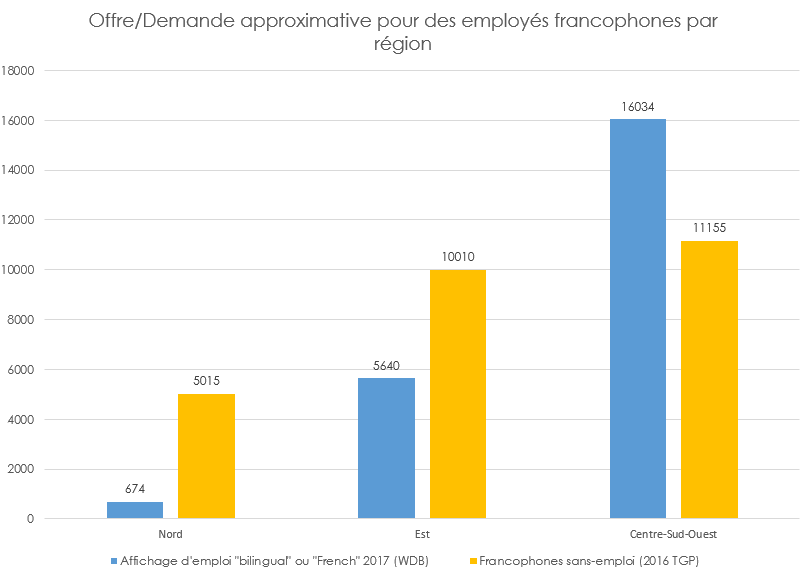 Offre/Demande approximative pour des employés francophones par
région
18000
16000
14000
12000
10000
8000
6000
4000
2000
0
674
5015
5640
10010
16034
11155
Nord
Est
Centre-Sud-Ouest
Affichage d'emploi "bilingual" ou "French" 2017 (WDB)
Francophones sans-emploi (2016 TGP)